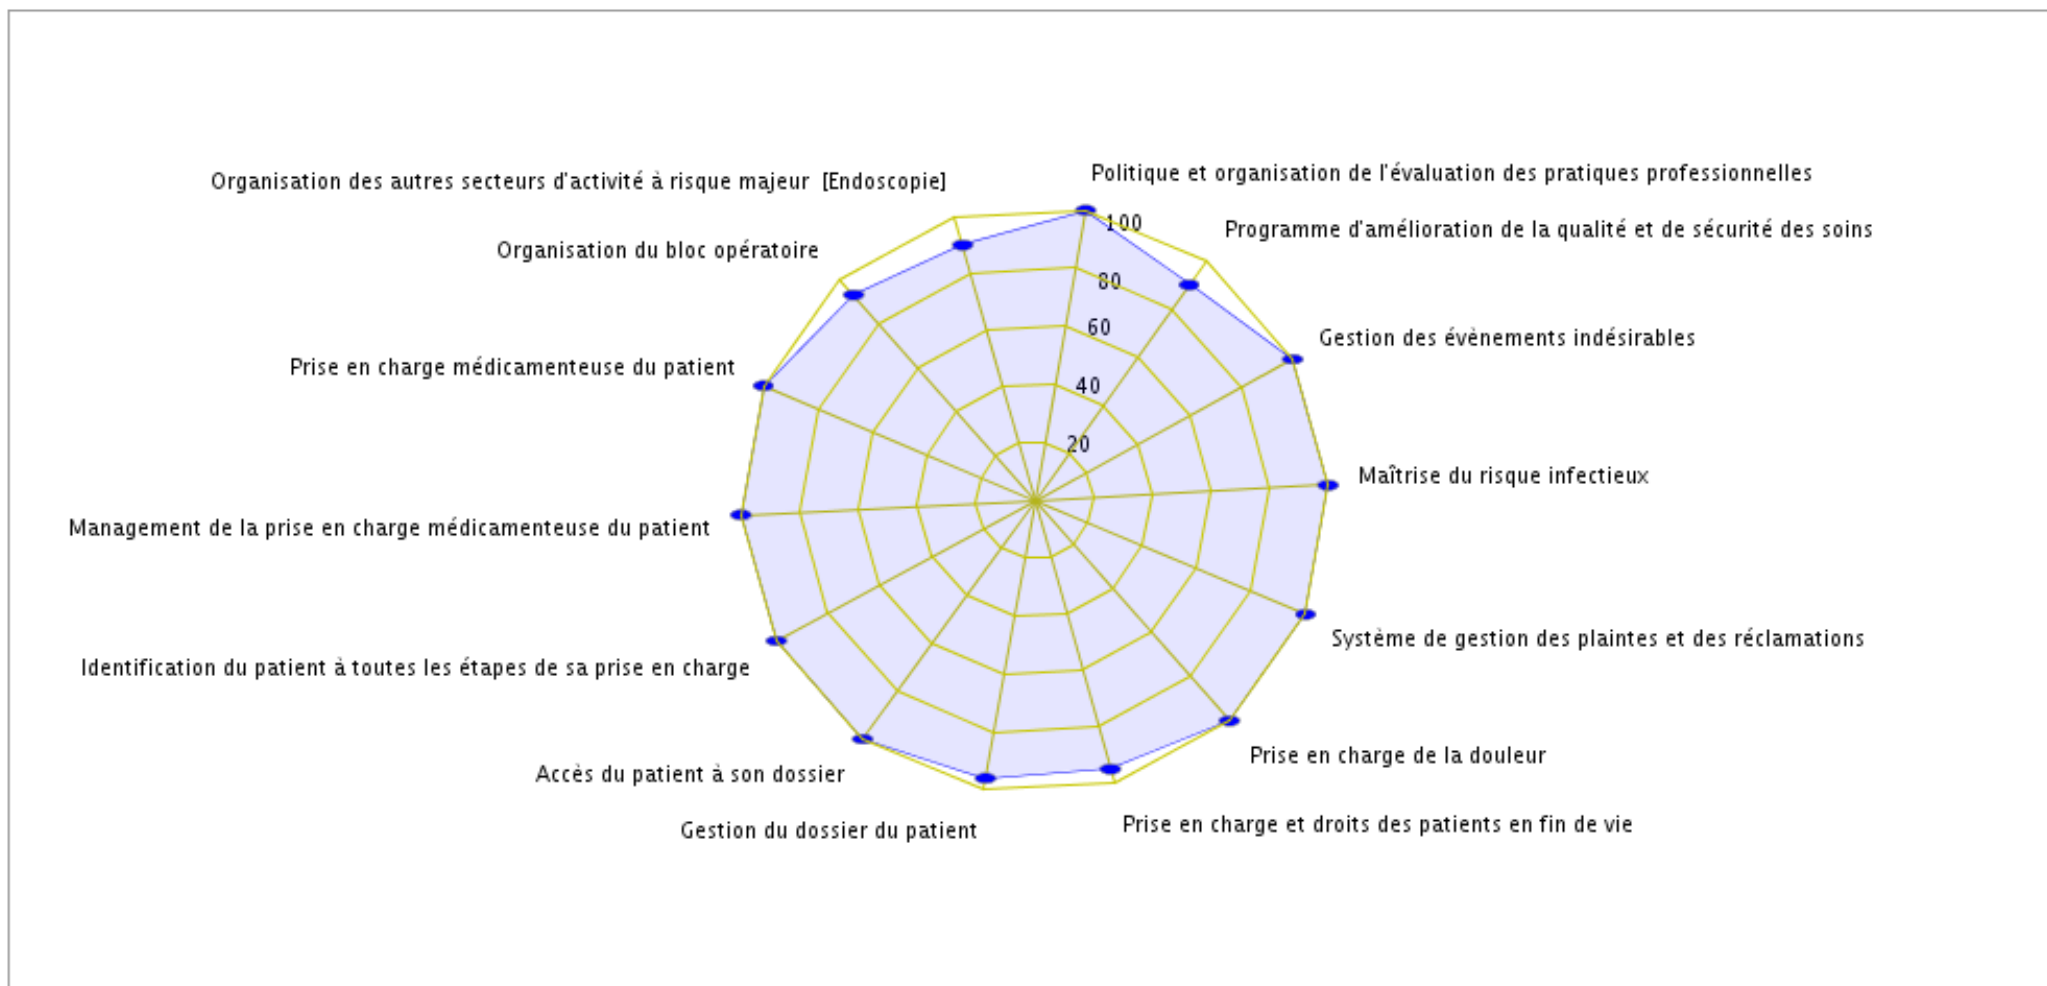 Politique et organisation de l'évaluation des pratiques professionnelles
Organisation des autres secteurs d'activité à risque majeur [Endoscopie]
100
Programme d'amélioration de la qualité et de sécurité des soins
Organisation du bloc opératoire
80
60
Gestion des évènements indésirables
Prise en charge médicamenteuse du patient
40
20
Maîtrise du risque infectieux
Management de la prise en charge médicamenteuse du patient
Système de gestion des plaintes et des réclamations
Identification du patient à toutes les étapes de sa prise en charge
Prise en charge de la douleur
Accès du patient à son dossier
Prise en charge et droits des patients en fin de vie
Gestion du dossier du patient